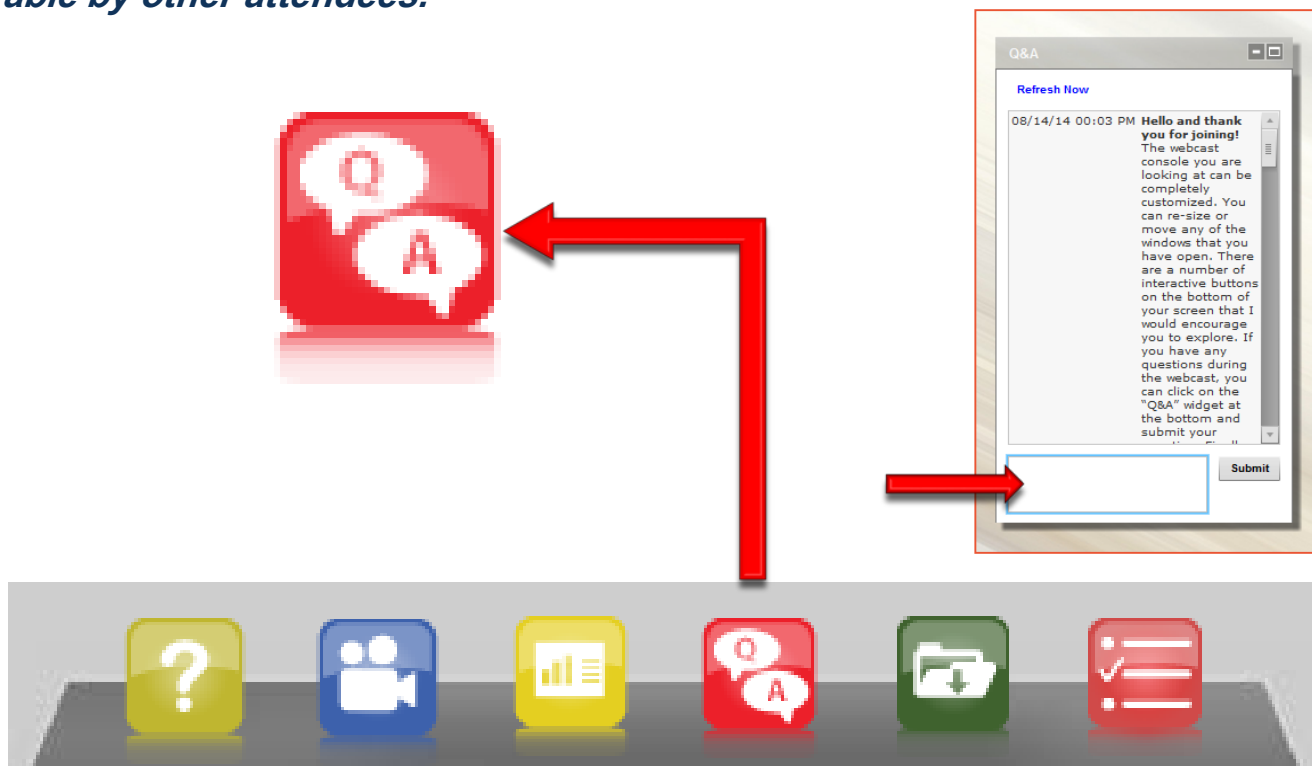 able by other attendees.
Q&A
Refresh Now
08/14/14 00:03 PM Hello and thank
you for joining!
The webcast
console you are
looking at can be
completely
customized. You
can re-size or
move any of the
windows that you
have open. There
are a number of
interactive buttons
on the bottom of
your screen that I
would encourage
you to explore. If
you have any
questions during
the webcast, you
can click on the
"Q&A" widget at
the bottom and
submit your
Submit
Q
A
?
Q
A